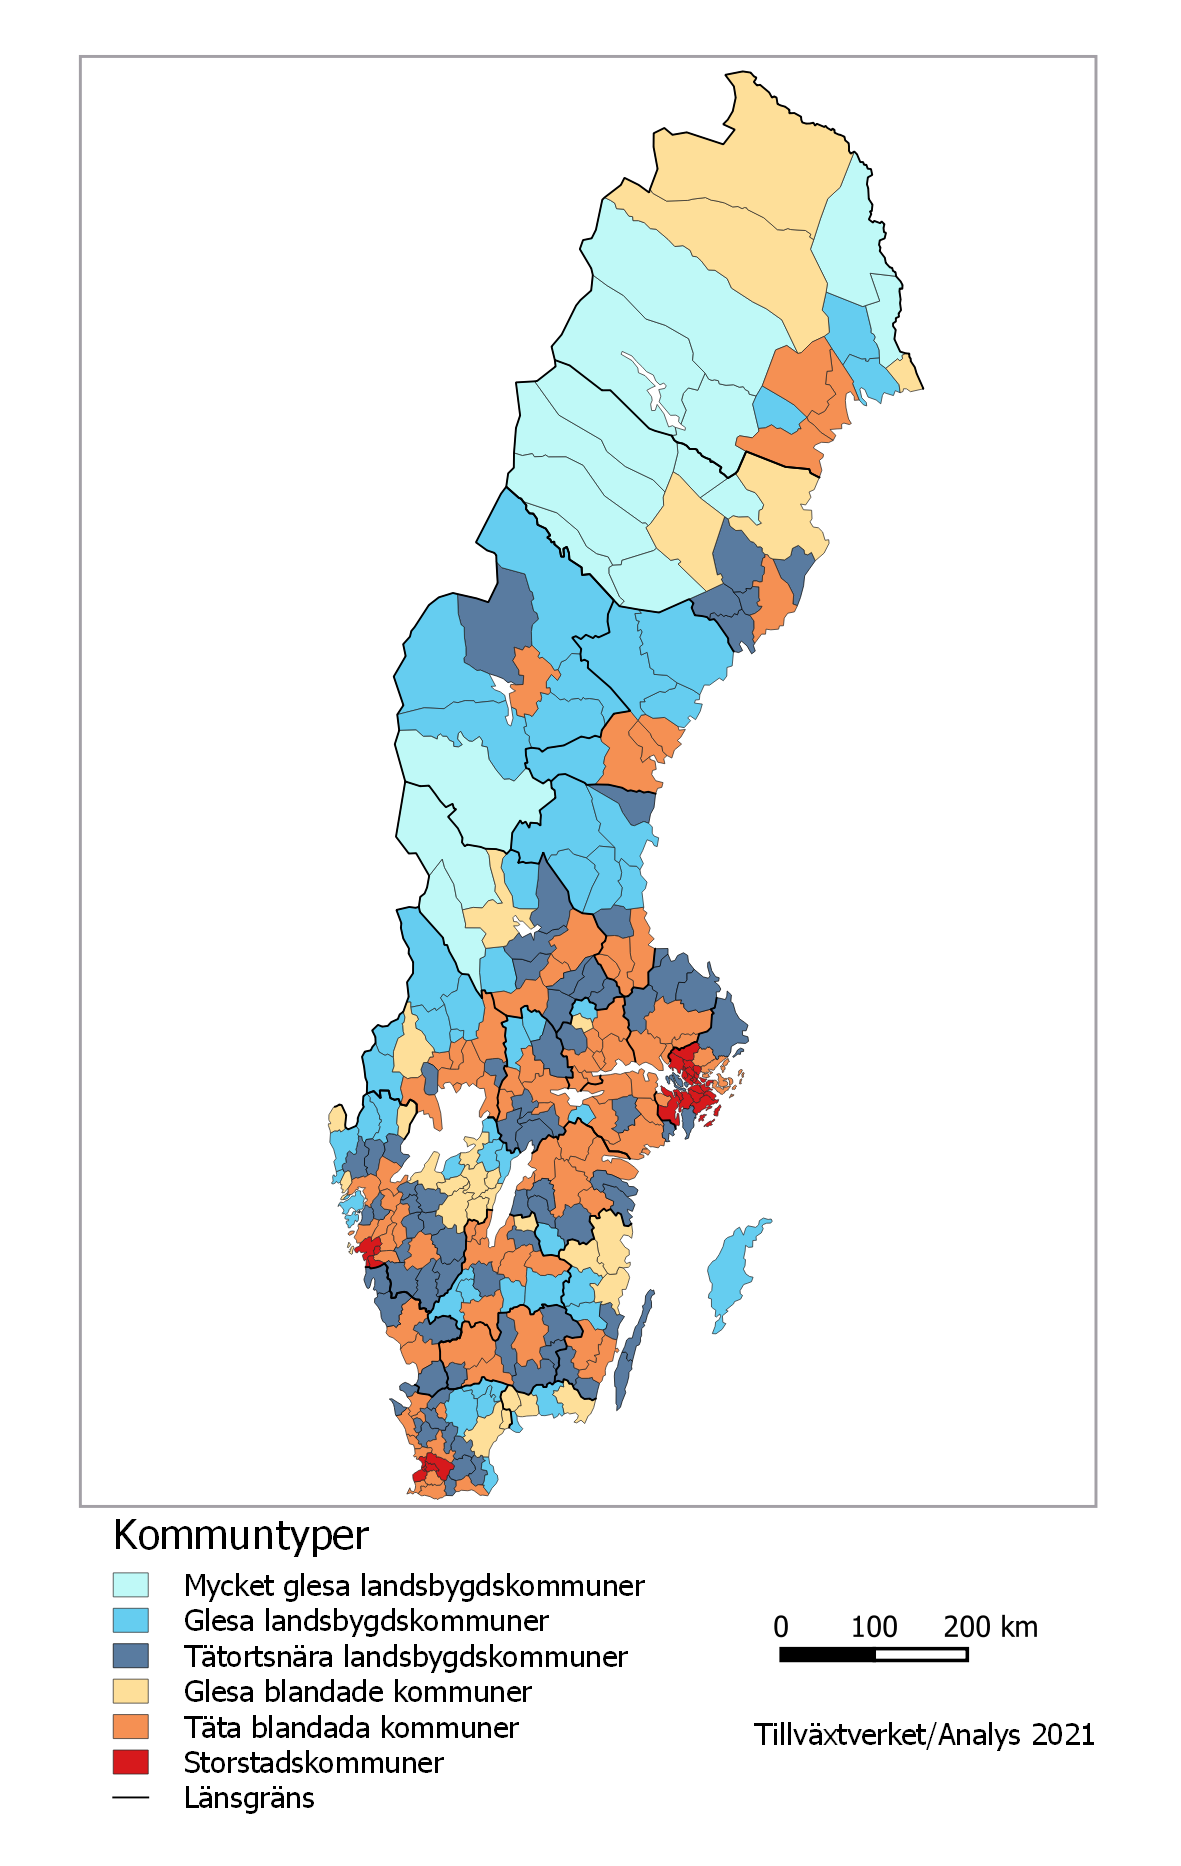 Kommuntyper
Mycket glesa landsbygdskommuner
Glesa landsbygdskommuner
Tätortsnära landsbygdskommuner
Glesa blandade kommuner
Täta blandada kommuner
Storstadskommuner
Länsgräns
0 100 200 km
Tillväxtverket/Analys 2021